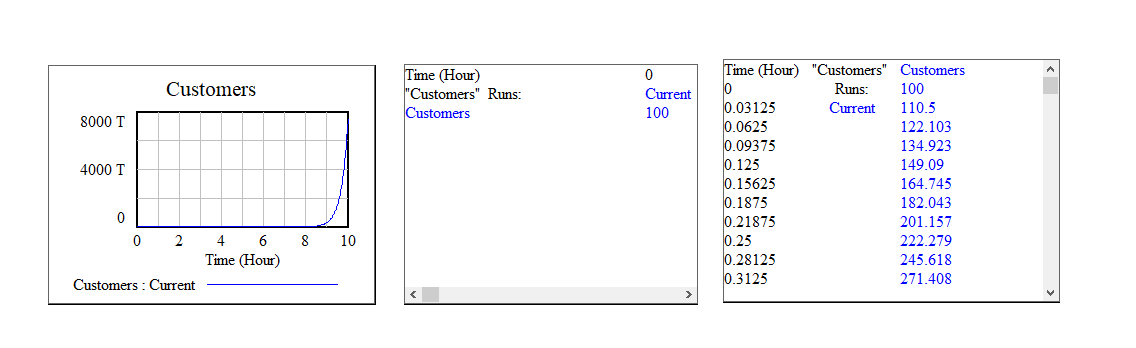 Customers
8000 T
4000 T
0
0 2 4 6 8 10
Time (Hour)
Customers : Current
Time (Hour) 0
"Customers" Runs: Current
Customers 100
Time (Hour) "Customers" Customers
0 Runs: 100
0.03125 Current 110.5
0.0625 122.103
0.09375 134.923
0.125 149.09
0.15625 164.745
0.1875 182.043
0.21875 201.157
0.25 222.279
0.28125 245.618
0.3125 271.408